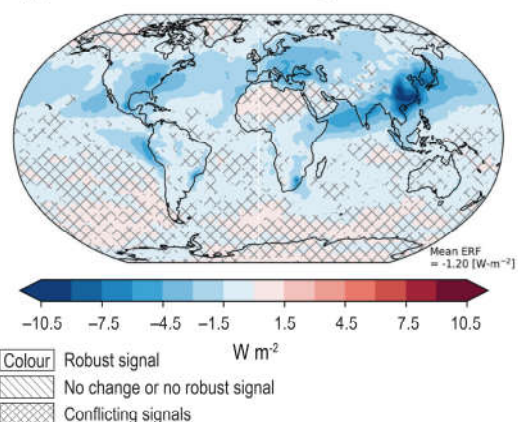 Mean ERF
= -1.20 [W·m⁻²]
–10.5 –7.5 –4.5 –1.5 1.5 4.5 7.5 10.5
W m⁻²
Colour Robust signal
No change or no robust signal
Conflicting signals